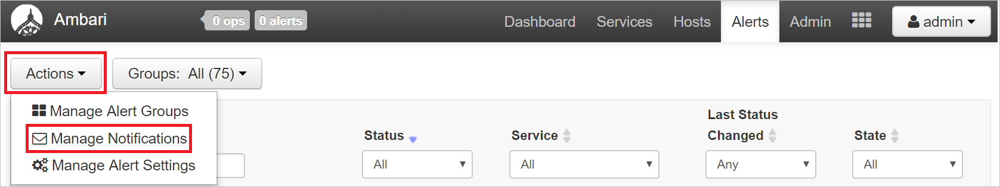 Ambari 0 ops 0 alerts Dashboard Services Hosts Alerts Admin admin
Actions Groups: All (75)
Manage Alert Groups
Manage Notifications
Manage Alert Settings
Status Service Last Status Changed State
All All Any All